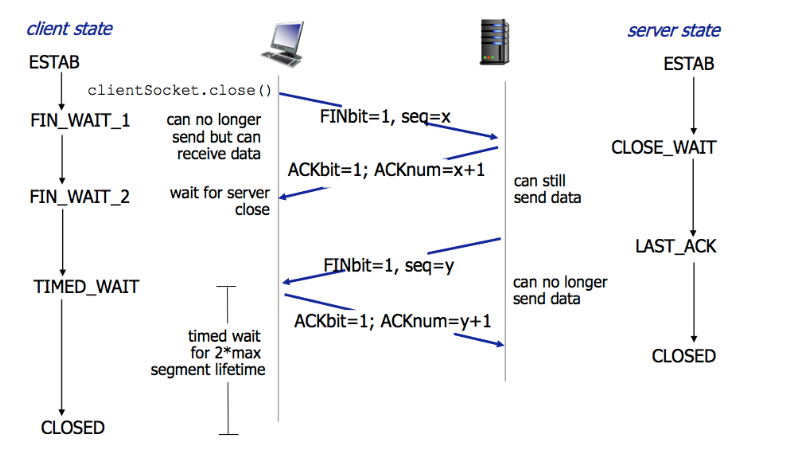 client state
server state
ESTAB
ESTAB
clientSocket.close()
FINbit=1, seq=x
FIN_WAIT_1
can no longer
send but can
receive data
CLOSE_WAIT
ACKbit=1; ACKnum=x+1
FIN_WAIT_2
wait for server
close
can still
send data
LAST_ACK
FINbit=1, seq=y
TIMED_WAIT
can no longer
send data
ACKbit=1; ACKnum=y+1
timed wait
for 2*max
segment lifetime
CLOSED
CLOSED